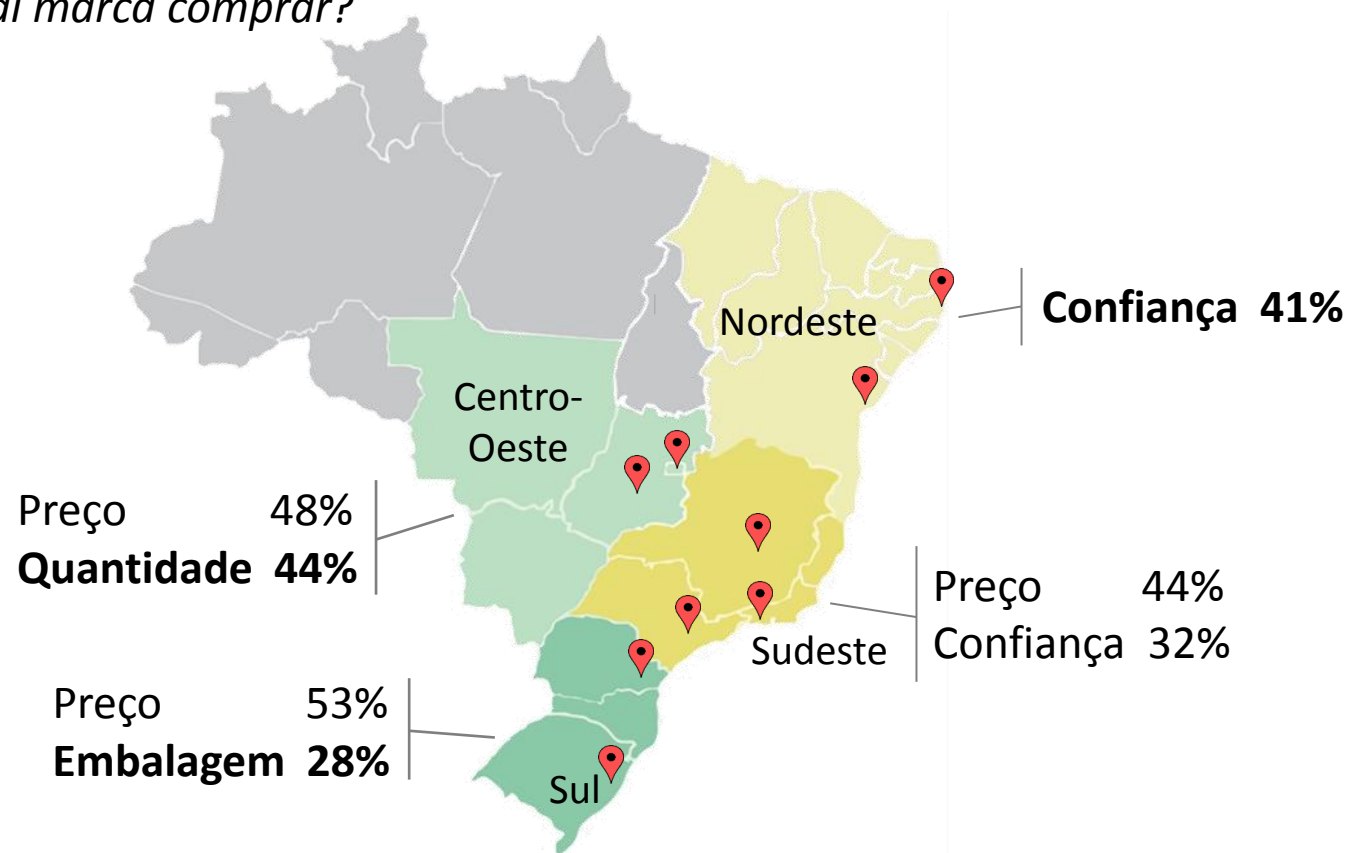 marca comprar?
Nordeste
Confiança 41%
Centro-
Oeste
Preço 48%
Quantidade 44%
Preço 44%
Confiança 32%
Sudeste
Preço 53%
Embalagem 28%
Sul